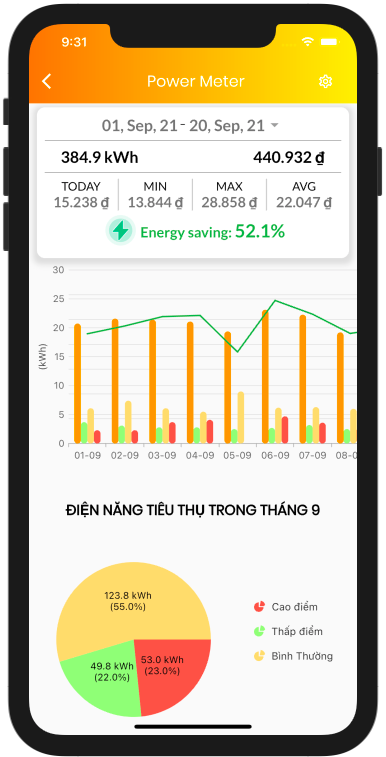 9:31
Power Meter
01, Sep, 21 - 20, Sep, 21
384.9 kWh 440.932 ₫
TODAY MIN MAX AVG
15.238 ₫ 13.844 ₫ 28.858 ₫ 22.047 ₫
Energy saving: 52.1%
30
25
20
15
10
5
0
(kWh)
01-09 02-09 03-09 04-09 05-09 06-09 07-09 08-0
ĐIỆN NĂNG TIÊU THỤ TRONG THÁNG 9
123.8 kWh
(55.0%)
49.8 kWh
(22.0%)
53.0 kWh
(23.0%)
Cao điểm
Thấp điểm
Bình Thường